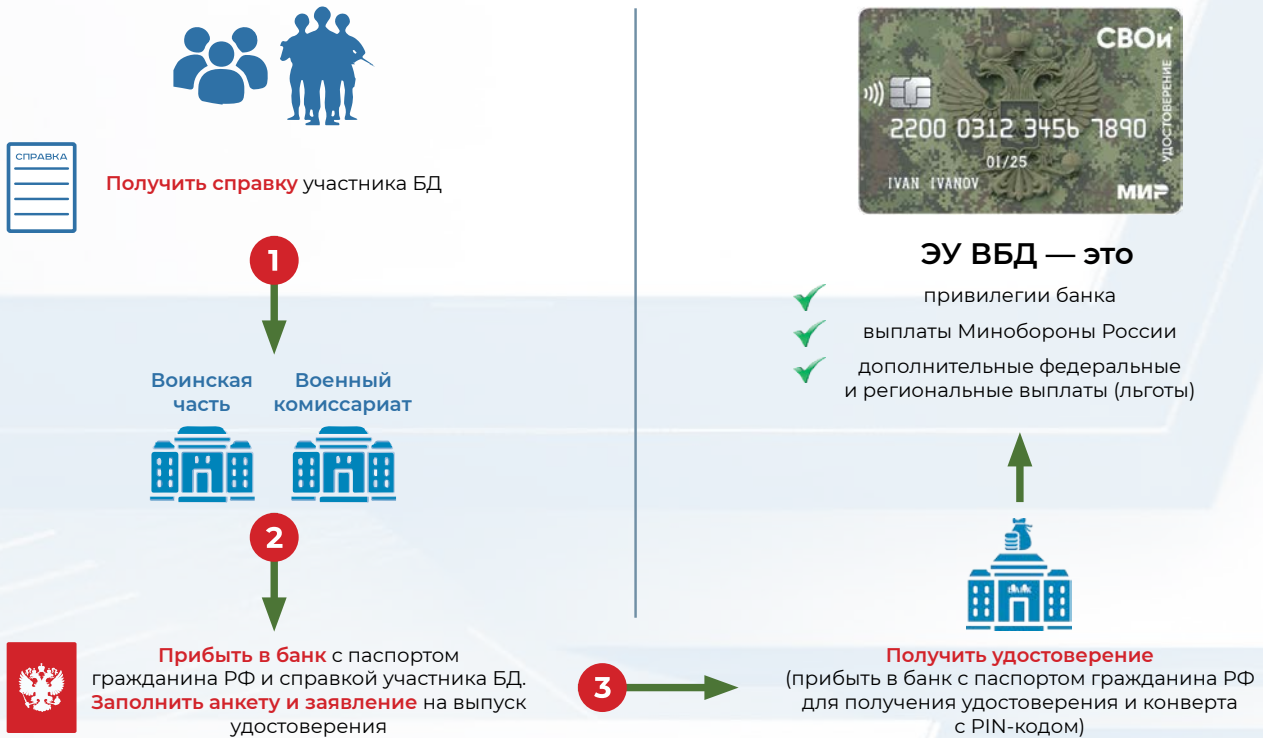 СПРАВКА
Получить справку участника БД
1
Воинская часть
Военный комиссариат
2
Прибыть в банк с паспортом
гражданина РФ и справкой участника БД.
Заполнить анкету и заявление на выпуск
удостоверения
3
СВОи
УДОСТОВЕРЕНИЕ
2200 0312 3456 7890
01/25
IVAN IVANOV
МИР
ЭУ ВБД — это
привилегии банка
выплаты Минобороны России
дополнительные федеральные
и региональные выплаты (льготы)
БАНК
Получить удостоверение
(прибыть в банк с паспортом гражданина РФ
для получения удостоверения и конверта
с PIN-кодом)